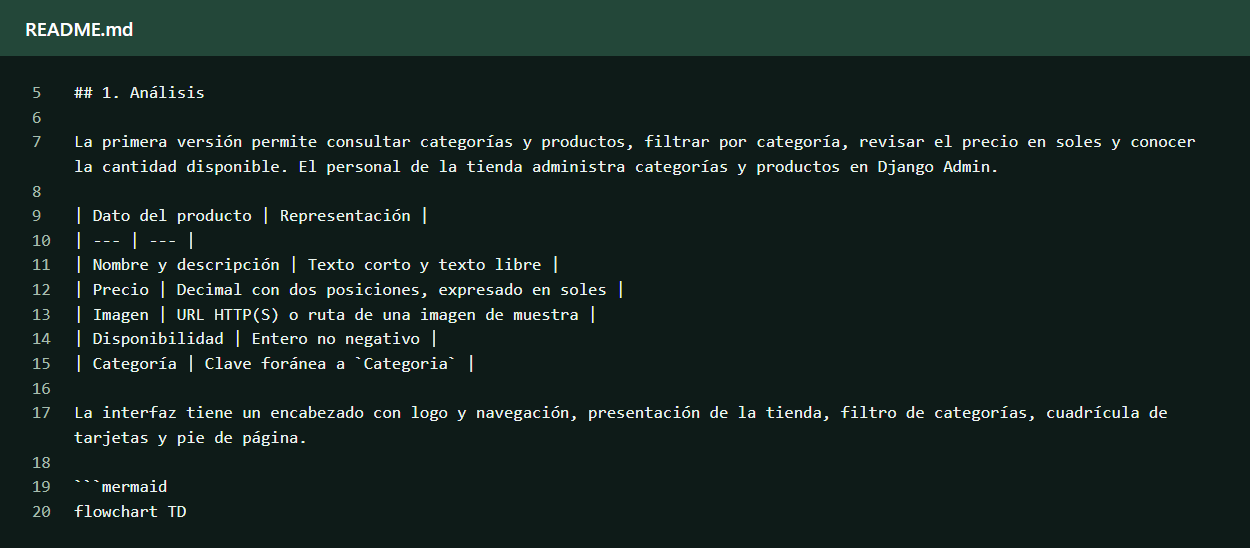 README.md
5 ## 1. Análisis
6
7 La primera versión permite consultar categorías y productos, filtrar por categoría, revisar el precio en soles y conocer
la cantidad disponible. El personal de la tienda administra categorías y productos en Django Admin.
8
9 | Dato del producto | Representación |
10 | --- | --- |
11 | Nombre y descripción | Texto corto y texto libre |
12 | Precio | Decimal con dos posiciones, expresado en soles |
13 | Imagen | URL HTTP(S) o ruta de una imagen de muestra |
14 | Disponibilidad | Entero no negativo |
15 | Categoría | Clave foránea a `Categoria` |
16
17 La interfaz tiene un encabezado con logo y navegación, presentación de la tienda, filtro de categorías, cuadrícula de
tarjetas y pie de página.
18
19 ```mermaid
20 flowchart TD